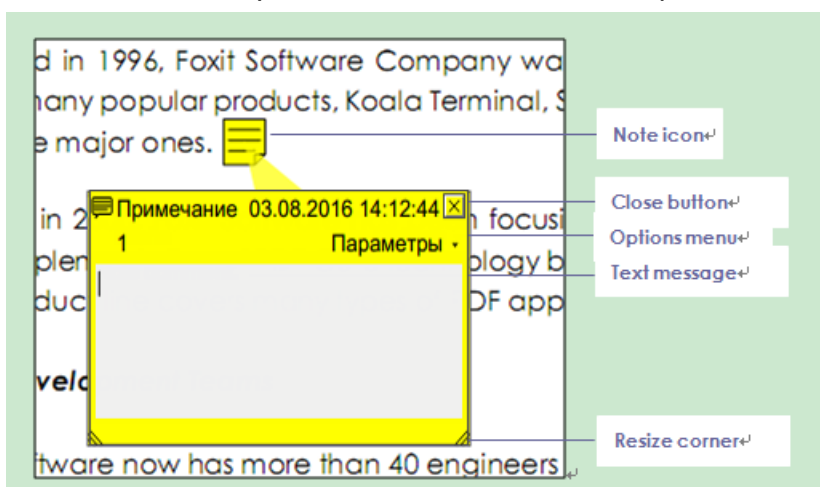 d in 1996, Foxit Software Company wa
many popular products, Koala Terminal, S
e major ones.
Note icon
Примечание 03.08.2016 14:12:44
Close button
in 2
focusi
1 Параметры
Options menu
plen
ology b
Text message
duc
DF app
velo
Resize corner
tware now has more than 40 engineers